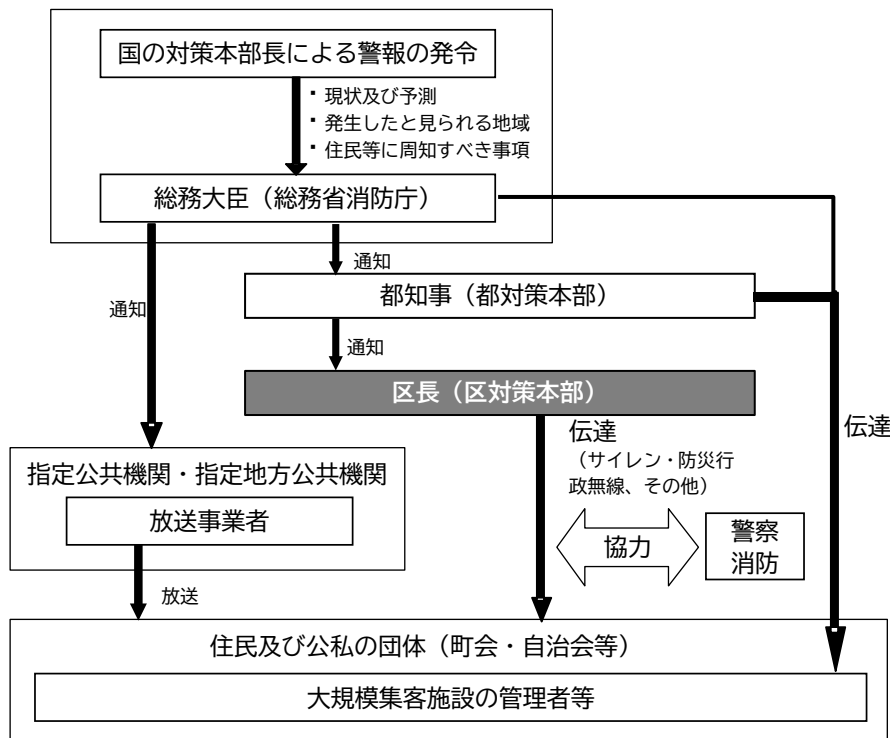 国の対策本部長による警報の発令
・現状及び予測
・発生したと見られる地域
・住民等に周知すべき事項
総務大臣（総務省消防庁）
通知
都知事（都対策本部）
通知
通知
区長（区対策本部）
伝達
（サイレン・防災行
政無線、その他）
伝達
指定公共機関・指定地方公共機関
放送事業者
協力
警察
消防
放送
住民及び公私の団体（町会・自治会等）
大規模集客施設の管理者等